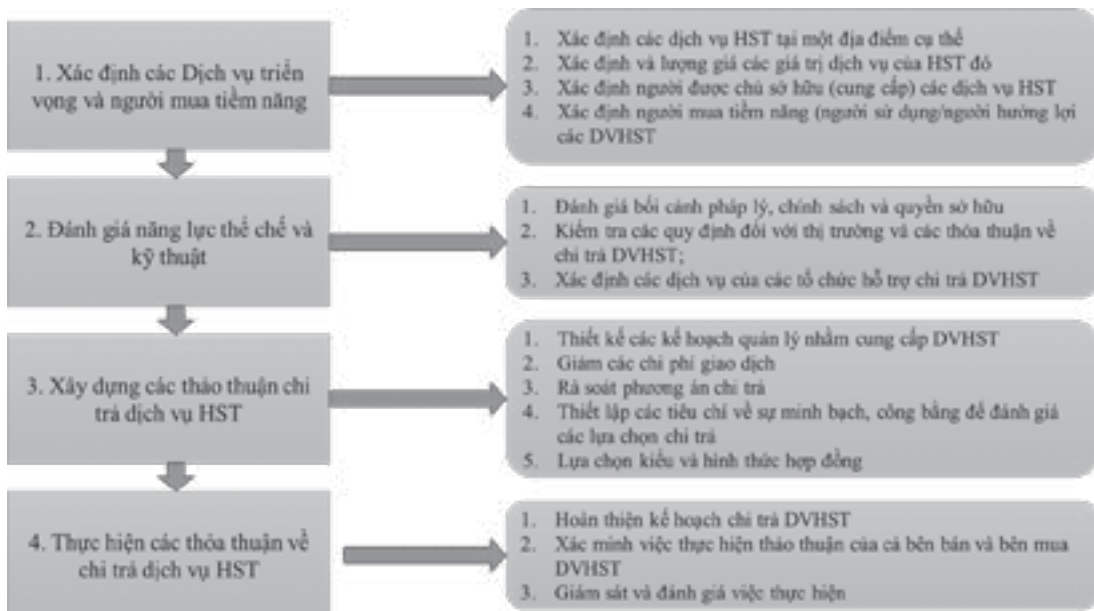 1. Xác định các Dịch vụ triển
vọng và người mua tiềm năng
1. Xác định các dịch vụ HST tại một địa điểm cụ thể
2. Xác định và lượng giá các giá trị dịch vụ của HST đó
3. Xác định người được chủ sở hữu (cung cấp) các dịch vụ HST
4. Xác định người mua tiềm năng (người sử dụng/người hưởng lợi
các DVHST
2. Đánh giá năng lực thể chế và
kỹ thuật
1. Đánh giá bối cảnh pháp lý, chính sách và quyền sở hữu
2. Kiểm tra các quy định đối với thị trường và các thỏa thuận về
chi trả DVHST;
3. Xác định các dịch vụ của các tổ chức hỗ trợ chi trả DVHST
3. Xây dựng các thảo thuận chi
trả dịch vụ HST
1. Thiết kế các kế hoạch quản lý nhằm cung cấp DVHST
2. Giảm các chi phí giao dịch
3. Rà soát phương án chi trả
4. Thiết lập các tiêu chí về sự minh bạch, công bằng để đánh giá
các lựa chọn chi trả
5. Lựa chọn kiểu và hình thức hợp đồng
4. Thực hiện các thỏa thuận về
chi trả dịch vụ HST
1. Hoàn thiện kế hoạch chi trả DVHST
2. Xác minh việc thực hiện thảo thuận của cả bên bán và bên mua
DVHST
3. Giám sát và đánh giá việc thực hiện